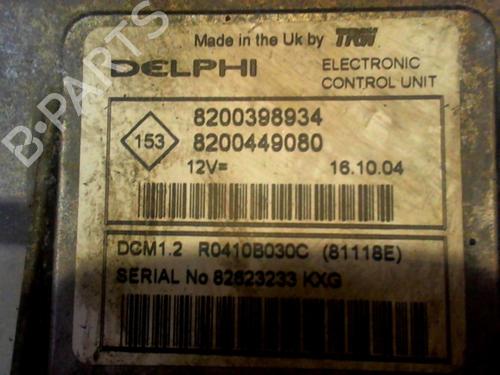 Made in the Uk by TRW
DELPHI
ELECTRONIC
CONTROL UNIT
8200398934
153
8200449080
12V=
16.10.04
DCM1.2 R0410B030C (81118E)
SERIAL No 82823233 KXG
B-PARTS